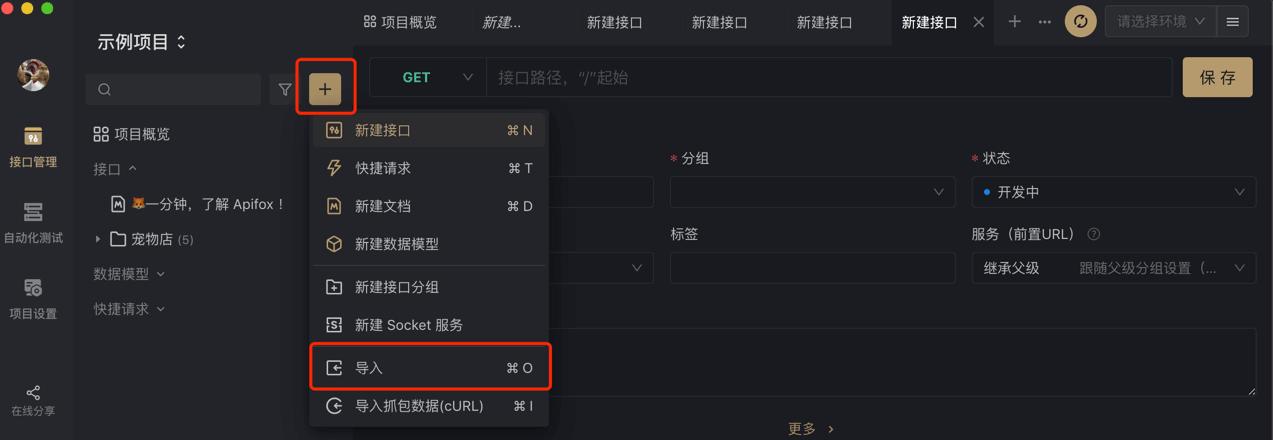 项目概览
新建...
新建接口
新建接口
新建接口
新建接口
请选择环境
示例项目
GET
接口路径，“/”起始
保 存
接口管理
自动化测试
项目设置
在线分享
项目概览
接口
一分钟，了解 Apifox！
宠物店 (5)
数据模型
快捷请求
新建接口 ⌘ N
快捷请求 ⌘ T
新建文档 ⌘ D
新建数据模型
新建接口分组
新建 Socket 服务
导入 ⌘ O
导入抓包数据(cURL) ⌘ I
* 分组
* 状态
开发中
标签
服务（前置URL）
继承父级 跟随父级分组设置（...
更多